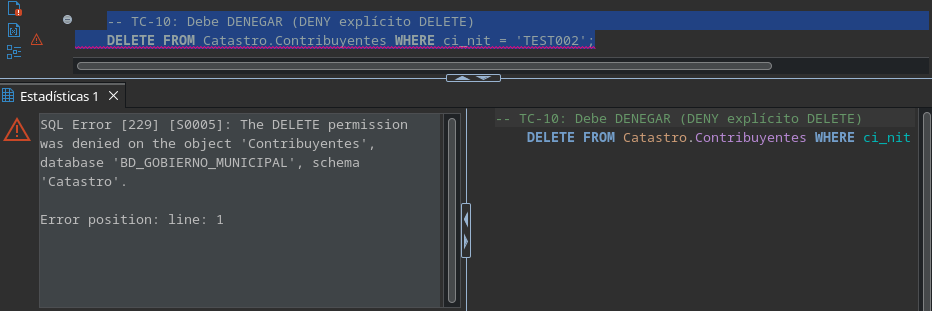 -- TC-10: Debe DENEGAR (DENY explícito DELETE)
DELETE FROM Catastro.Contribuyentes WHERE ci_nit = 'TEST002';
Estadísticas 1
SQL Error [229] [S0005]: The DELETE permission
was denied on the object 'Contribuyentes',
database 'BD_GOBIERNO_MUNICIPAL', schema
'Catastro'.
Error position: line: 1
-- TC-10: Debe DENEGAR (DENY explícito DELETE)
DELETE FROM Catastro.Contribuyentes WHERE ci_nit